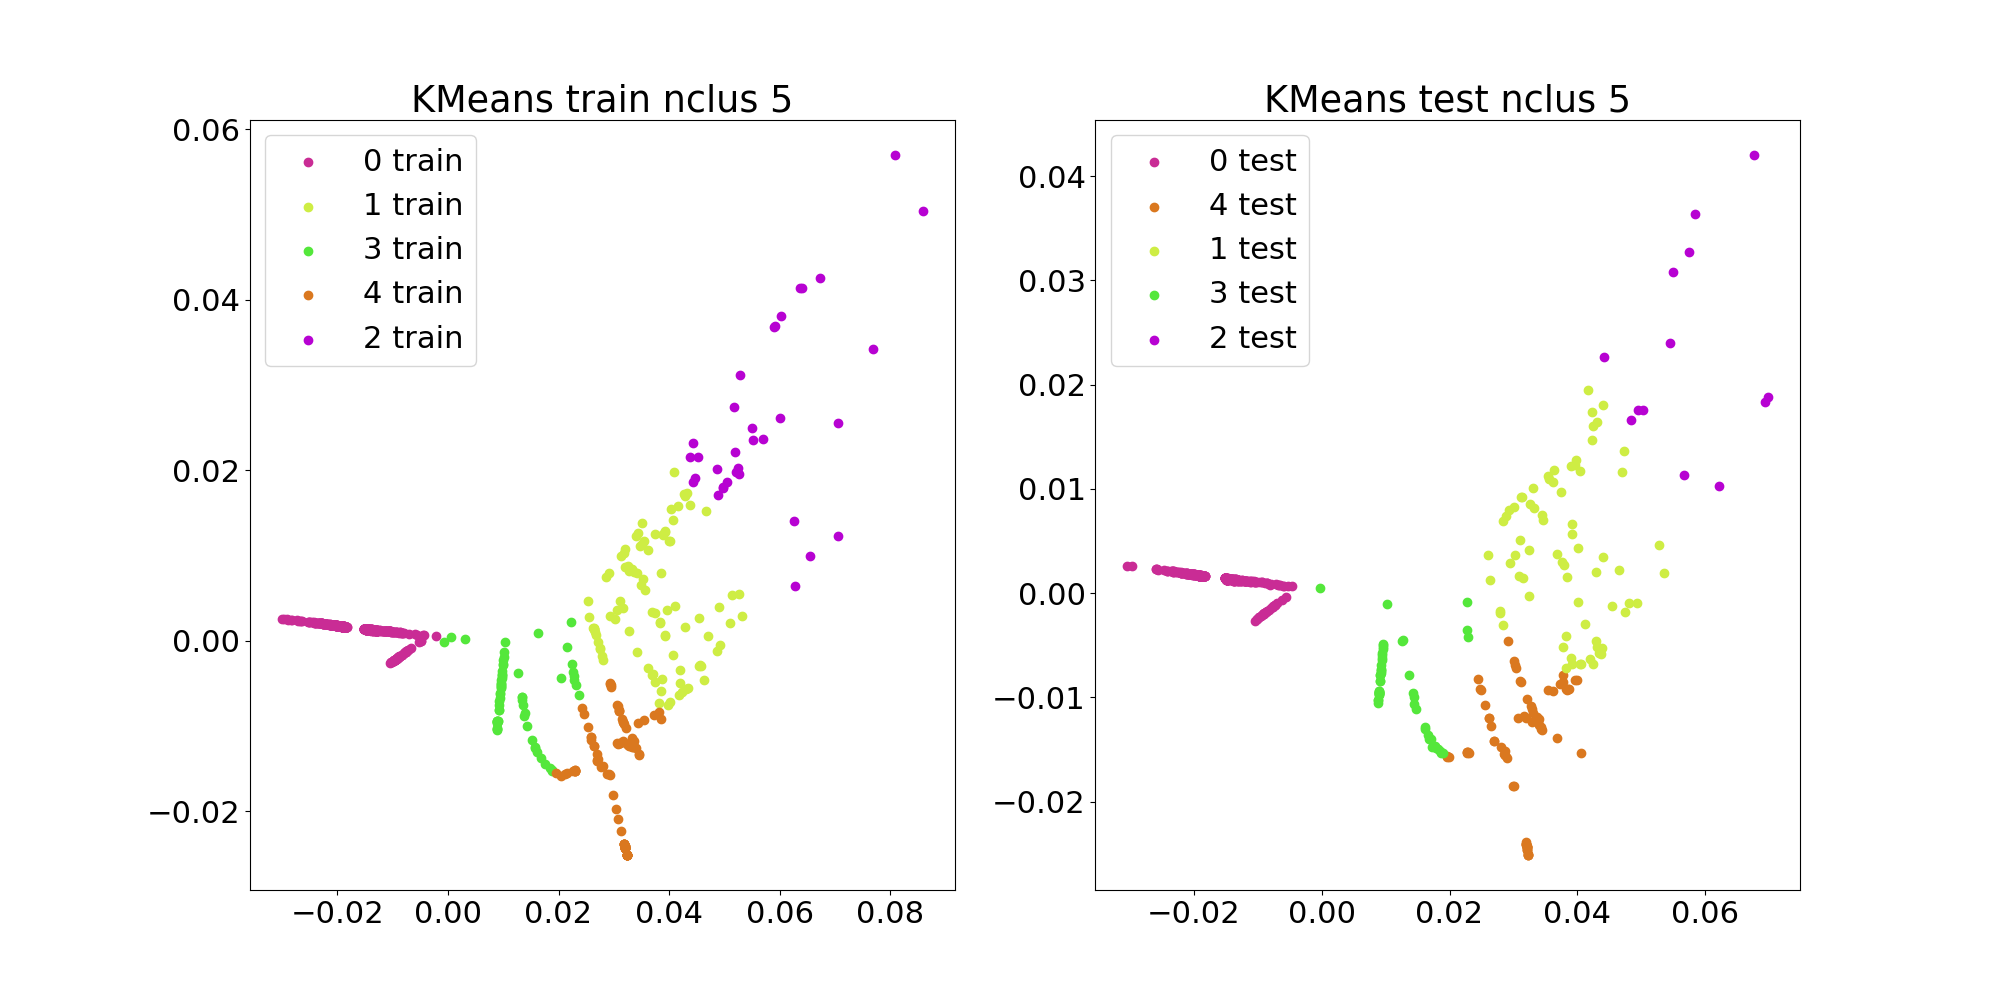 KMeans train nclus 5
0 train
1 train
3 train
4 train
2 train
0.06
0.04
0.02
0.00
−0.02
−0.02 0.00 0.02 0.04 0.06 0.08
KMeans test nclus 5
0 test
4 test
1 test
3 test
2 test
0.04
0.03
0.02
0.01
0.00
−0.01
−0.02
−0.02 0.00 0.02 0.04 0.06